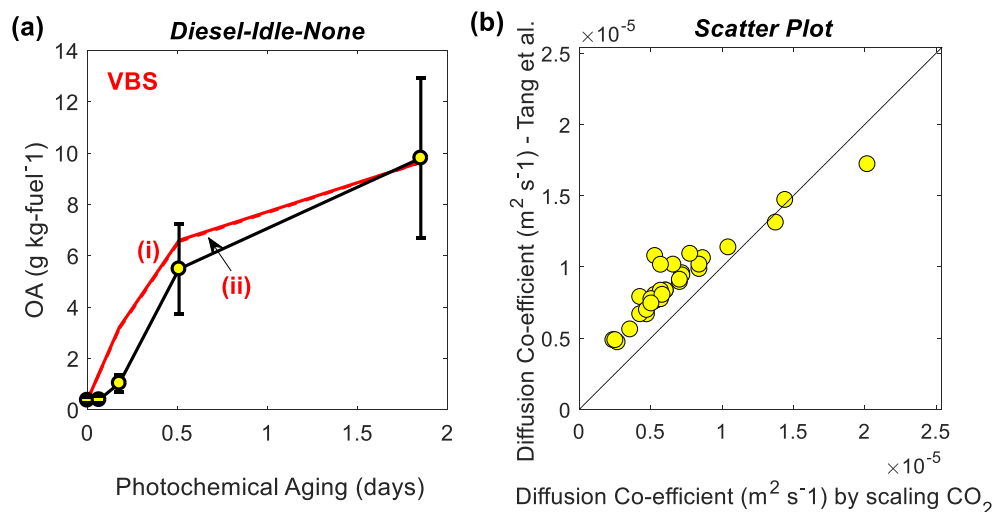 (a)
Diesel-Idle-None
14
12
10
8
6
4
2
0
VBS
(i)
(ii)
OA (g kg-fuel⁻1)
0
0.5
1
1.5
2
Photochemical Aging (days)
(b)
×10⁻⁵
Scatter Plot
2.5
2
1.5
1
0.5
0
Diffusion Co-efficient (m² s-1) - Tang et al.
0
0.5
1
1.5
2
2.5
×10⁻⁵
Diffusion Co-efficient (m² s-1) by scaling CO₂